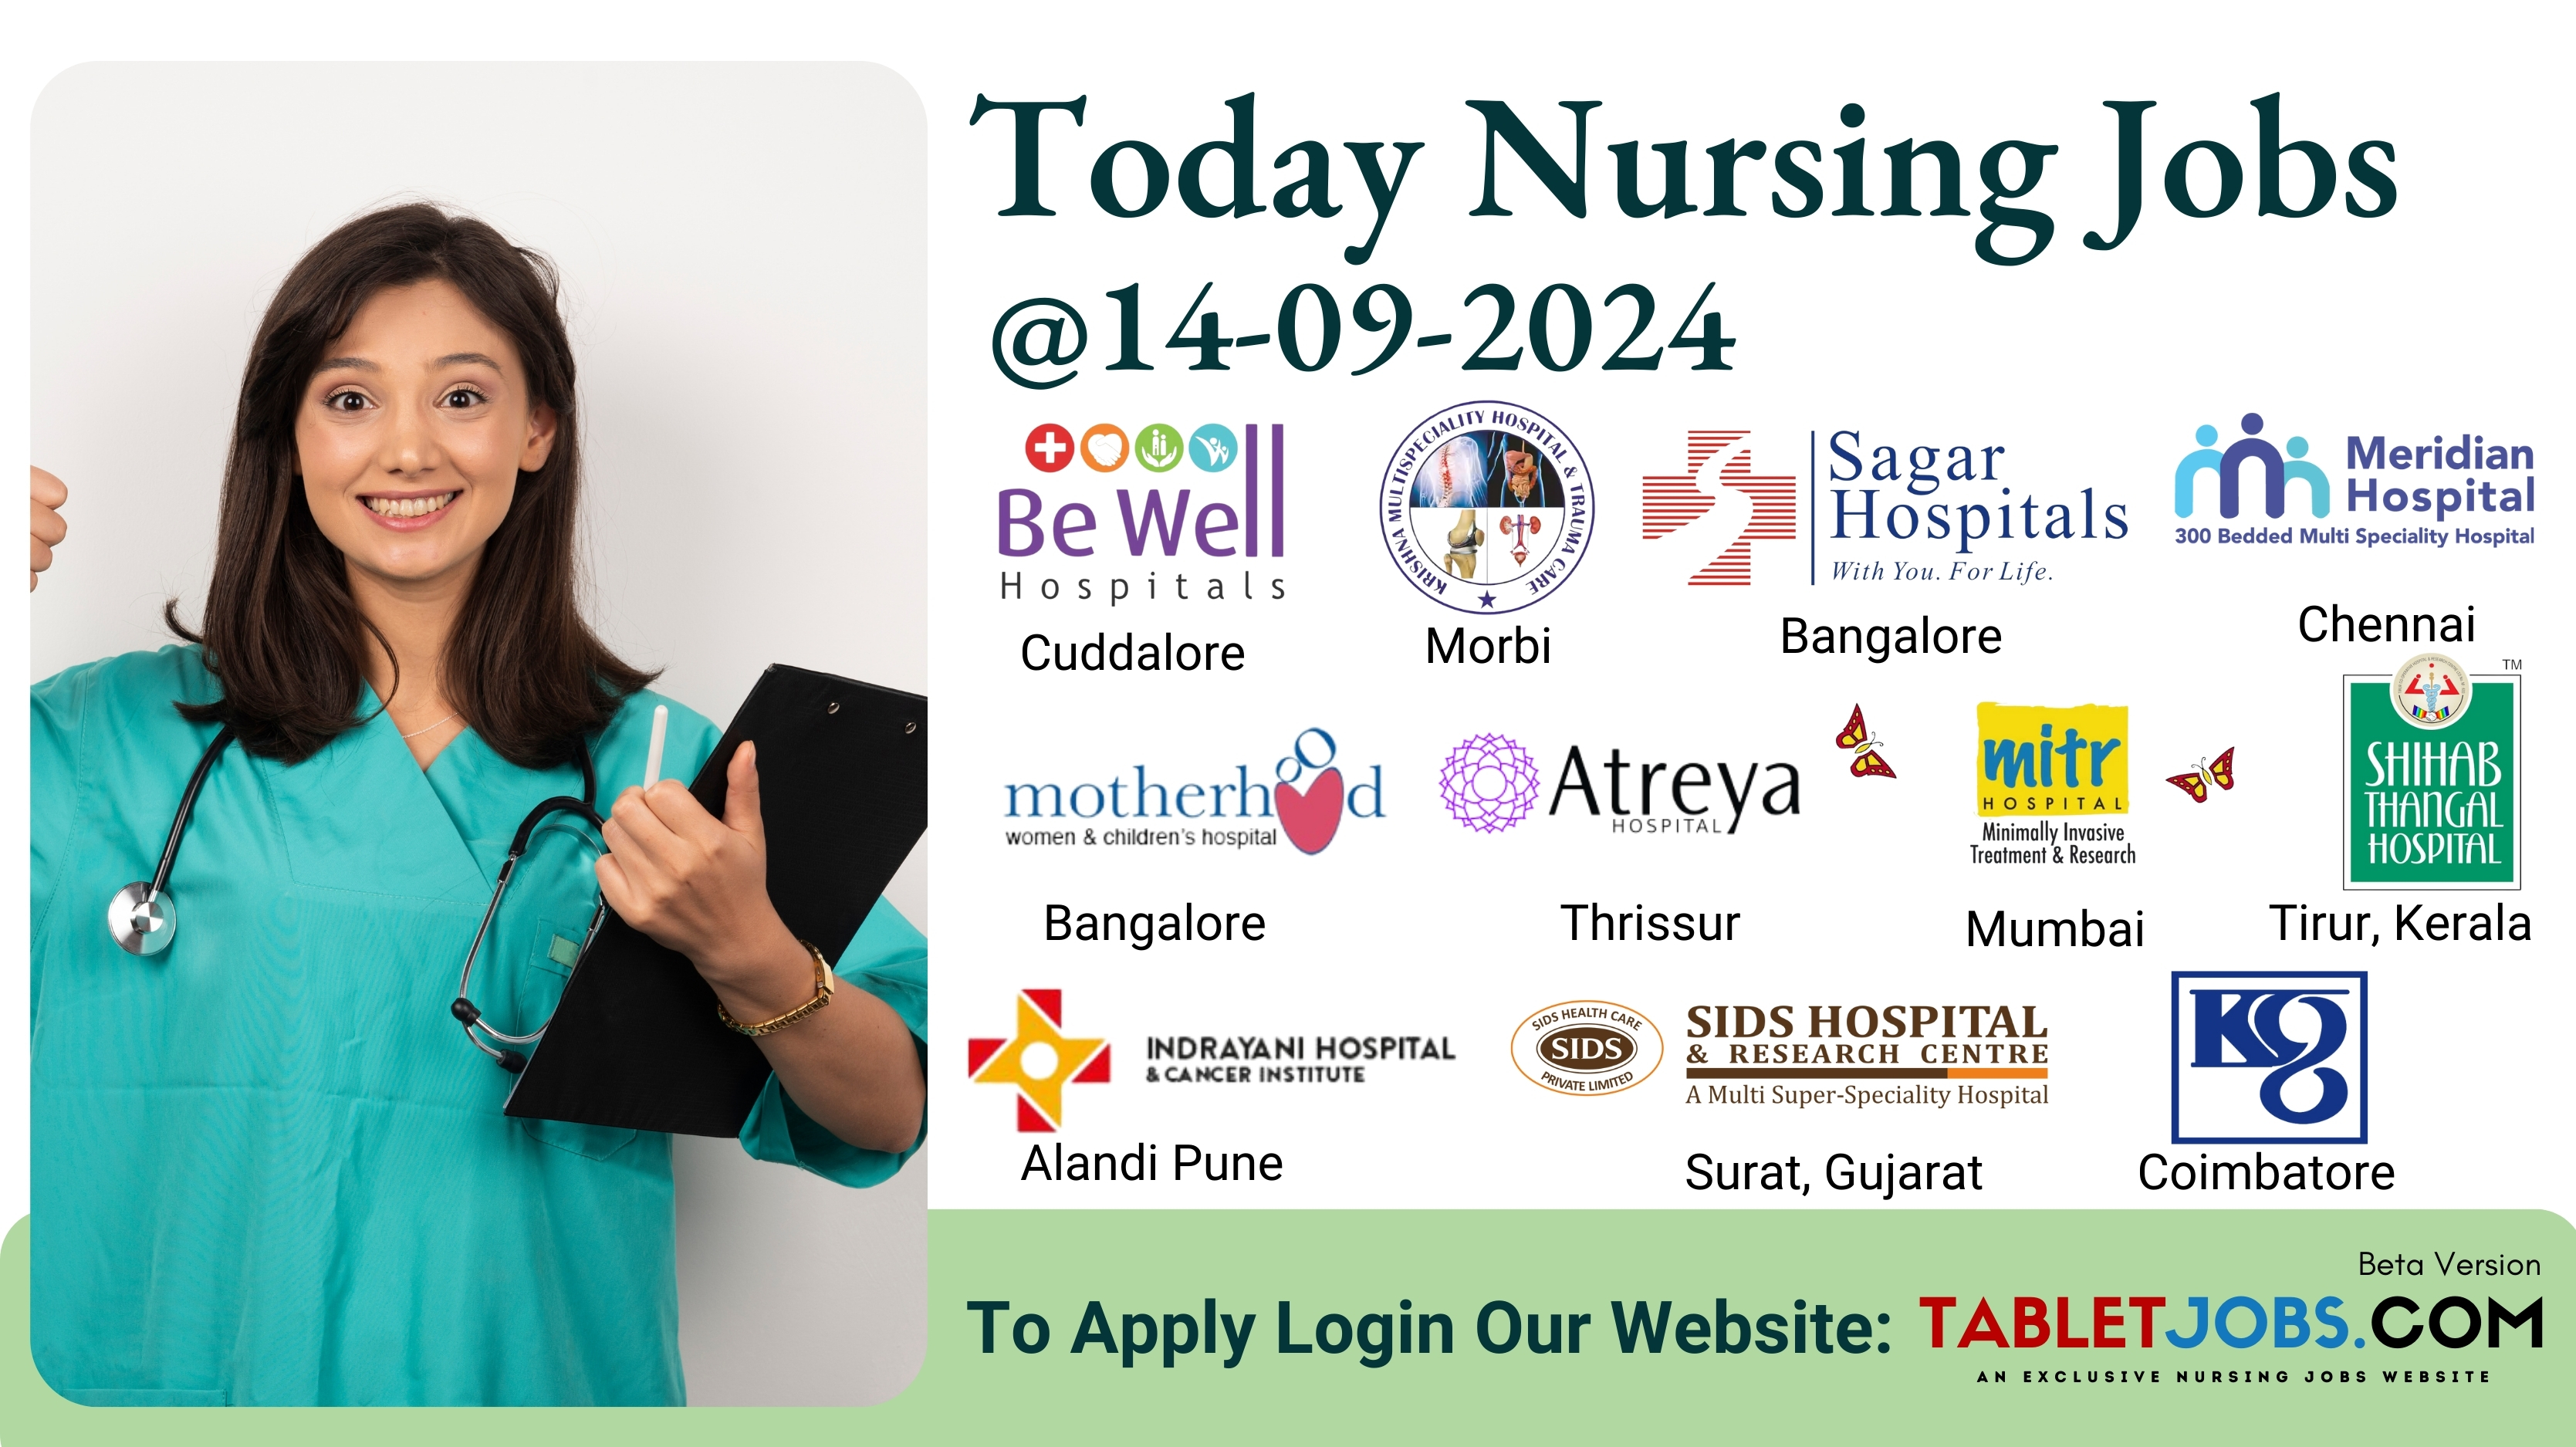 Today Nursing Jobs
@14-09-2024
Be Well
Hospitals
Cuddalore
KRISHNA MULTISPECIALITY HOSPITAL & TRAUMA CARE
Morbi
Sagar
Hospitals
With You. For Life.
Bangalore
Meridian
Hospital
300 Bedded Multi Speciality Hospital
Chennai
motherhood
women & children's hospital
Bangalore
Atreya
HOSPITAL
Thrissur
mitr
HOSPITAL
Minimally Invasive
Treatment & Research
Mumbai
TM
SHIHAB
THANGAL
HOSPITAL
Tirur, Kerala
INDRAYANI HOSPITAL
& CANCER INSTITUTE
Alandi Pune
SIDS HEALTH CARE
SIDS
PRIVATE LIMITED
SIDS HOSPITAL
& RESEARCH CENTRE
A Multi Super-Speciality Hospital
Surat, Gujarat
KG
Coimbatore
Beta Version
To Apply Login Our Website: TABLETJOBS.COM
AN EXCLUSIVE NURSING JOBS WEBSITE